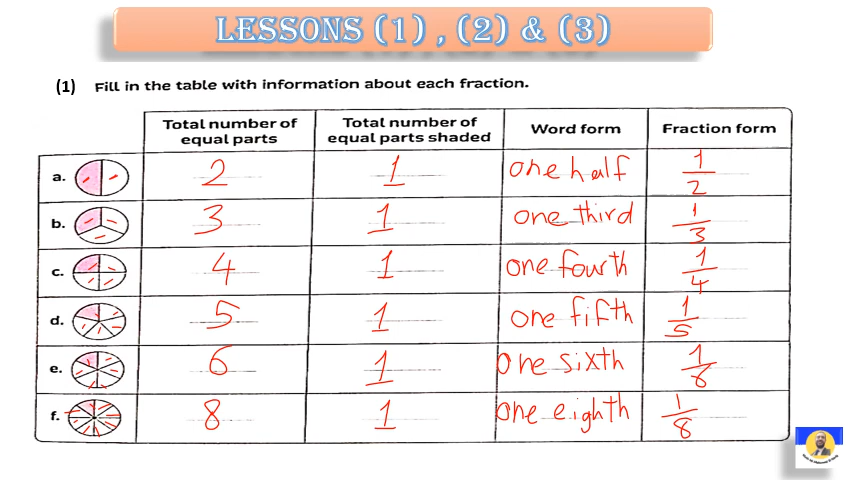 LESSONS (1) , (2) & (3)
(1) Fill in the table with information about each fraction.
Total number of equal parts
Total number of equal parts shaded
Word form
Fraction form
a. 2 1 one half 1/2
b. 3 1 one third 1/3
c. 4 1 one fourth 1/4
d. 5 1 one fifth 1/5
e. 6 1 one sixth 1/6
f. 8 1 one eighth 1/8